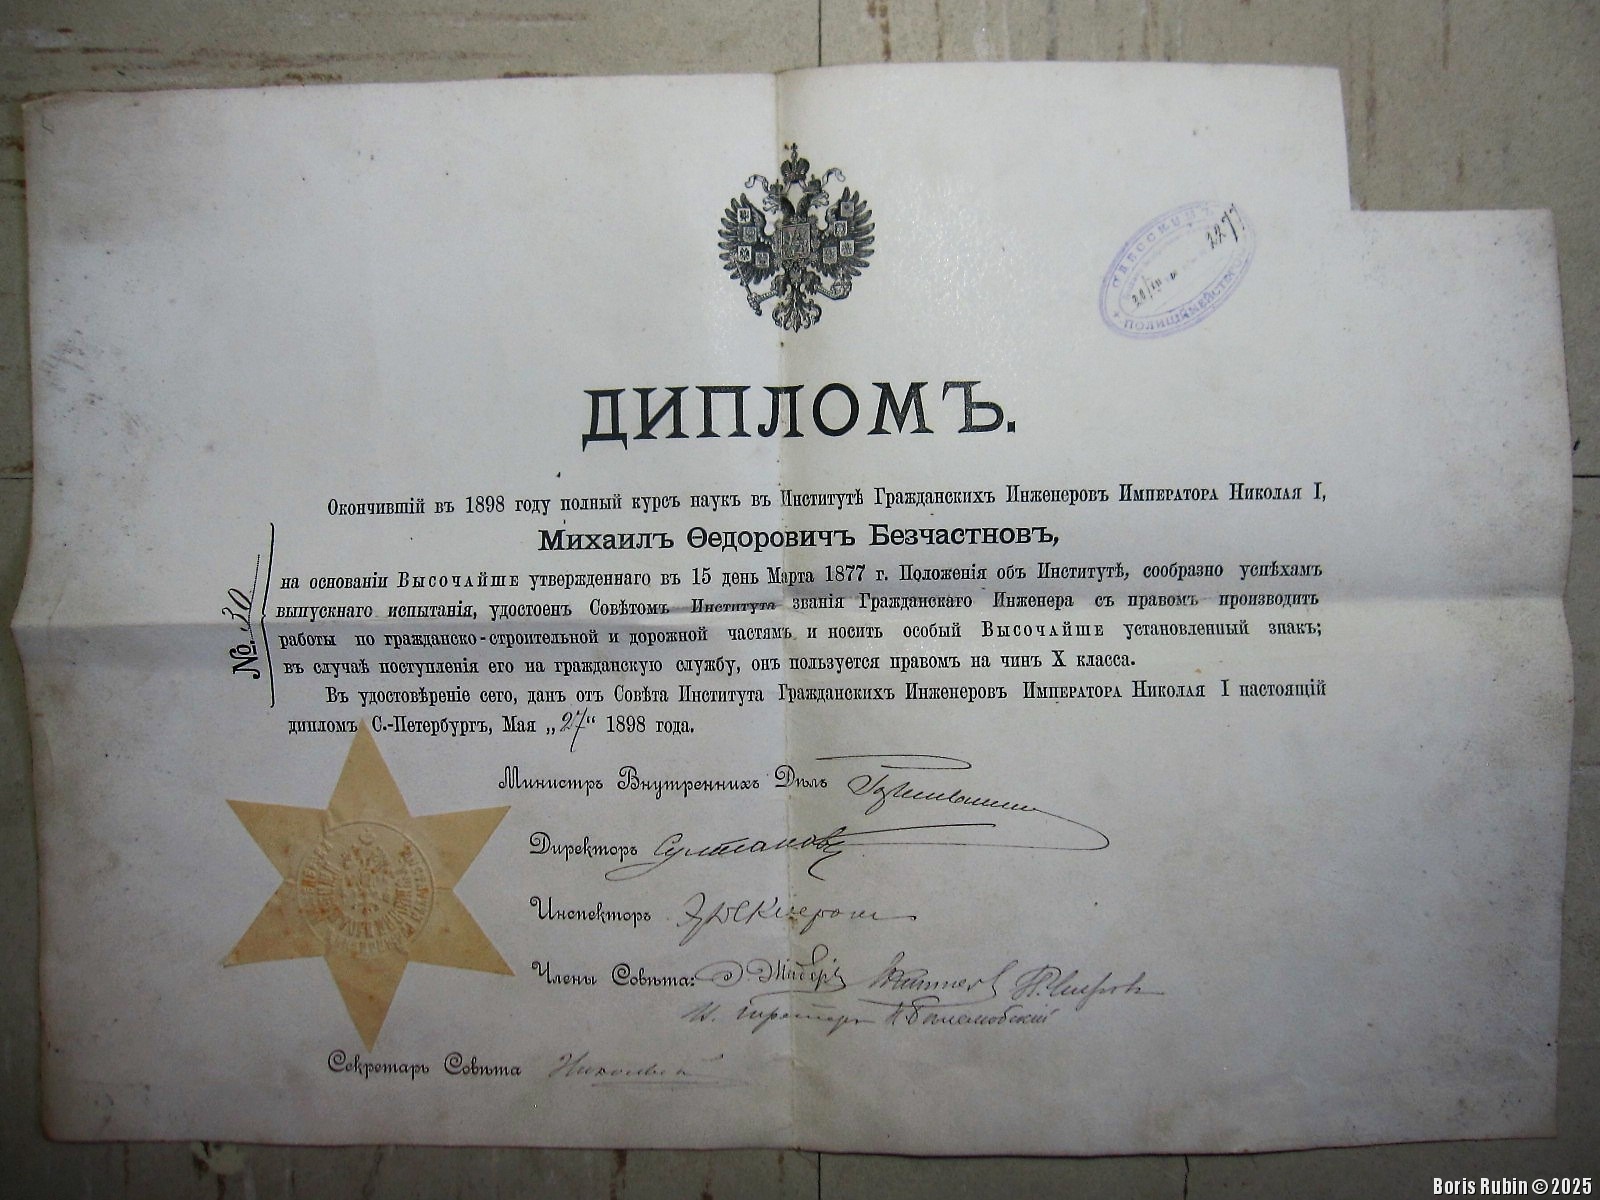 ОДЕССКИЙ
2277
ПОЛИЦІЙМЕЙСТЕРЪ
ДИПЛОМЪ.
Окончившій въ 1898 году полный курсъ наукъ въ Институтѣ Гражданскихъ Инженеровъ Императора Николая I,
Михаилъ Ѳедоровичъ Безчастновъ,
№ 30
на основаніи Высочайше утвержденнаго въ 15 день Марта 1877 г. Положенія объ Институтѣ, сообразно успѣхамъ
выпускнаго испытанія, удостоенъ Совѣтомъ Института званія Гражданскаго Инженера съ правомъ производить
работы по гражданско-строительной и дорожной частямъ и носить особый Высочайше установленный знакъ;
въ случаѣ поступленія его на гражданскую службу, онъ пользуется правомъ на чинъ X класса.
Въ удостовѣреніе сего, данъ отъ Совѣта Института Гражданскихъ Инженеровъ Императора Николая I настоящій
дипломъ С.-Петербургъ, Мая „27“ 1898 года.
Министръ Внутреннихъ Дѣлъ
Директоръ Султановъ
Инспекторъ
Члены Совѣта:
Секретарь Совѣта
Boris Rubin © 2025